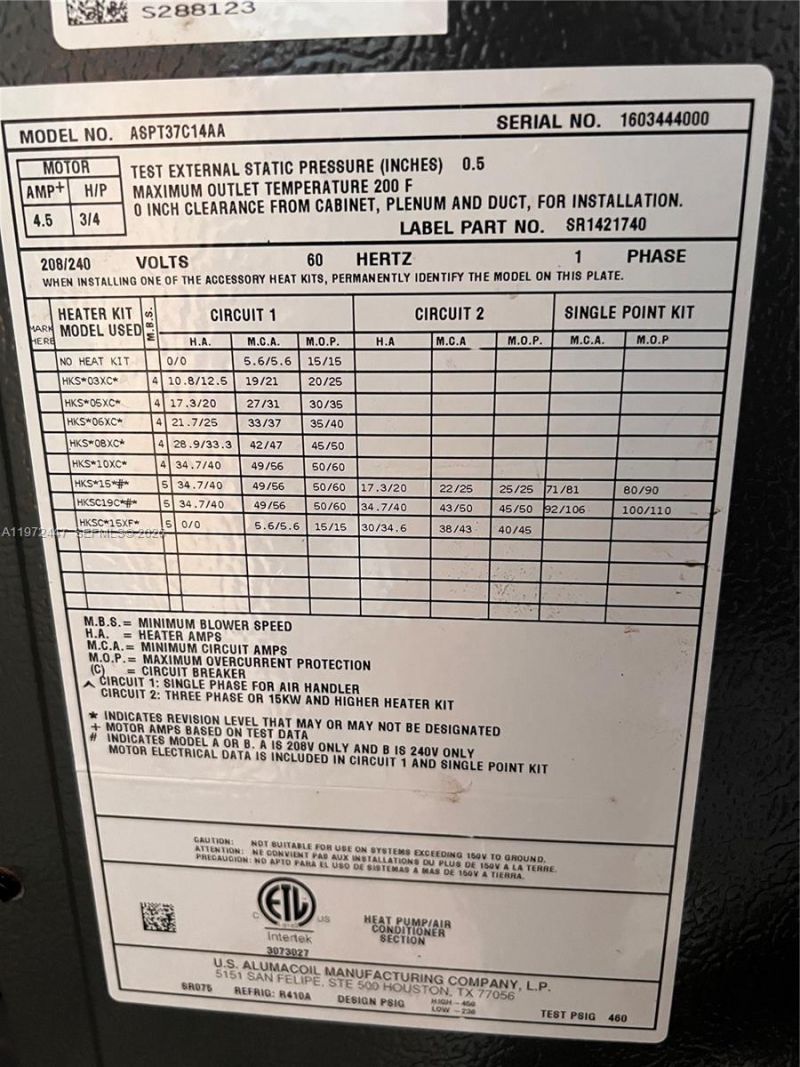 S288123
MODEL NO. ASPT37C14AA SERIAL NO. 1603444000
MOTOR
AMP+ H/P
4.5 3/4
TEST EXTERNAL STATIC PRESSURE (INCHES) 0.5
MAXIMUM OUTLET TEMPERATURE 200 F
0 INCH CLEARANCE FROM CABINET, PLENUM AND DUCT, FOR INSTALLATION.
LABEL PART NO. SR1421740
208/240 VOLTS 60 HERTZ 1 PHASE
WHEN INSTALLING ONE OF THE ACCESSORY HEAT KITS, PERMANENTLY IDENTIFY THE MODEL ON THIS PLATE.
MARK HERE HEATER KIT MODEL USED M.B.S. CIRCUIT 1 CIRCUIT 2 SINGLE POINT KIT
H.A. M.C.A. M.O.P. H.A M.C.A M.O.P. M.C.A. M.O.P
NO HEAT KIT 0/0 5.6/5.6 15/15
HKS*03XC* 4 10.8/12.5 19/21 20/25
HKS*05XC* 4 17.3/20 27/31 30/35
HKS*06XC* 4 21.7/25 33/37 35/40
HKS*08XC* 4 28.9/33.3 42/47 45/50
HKS*10XC* 4 34.7/40 49/56 50/60
HKS*15*#* 5 34.7/40 49/56 50/60 17.3/20 22/25 25/25 71/81 80/90
HKSC19C*#* 5 34.7/40 49/56 50/60 34.7/40 43/50 45/50 92/106 100/110
HKSC*15XF* 5 0/0 5.6/5.6 15/15 30/34.6 38/43 40/45
M.B.S.= MINIMUM BLOWER SPEED
H.A. = HEATER AMPS
M.C.A.= MINIMUM CIRCUIT AMPS
M.O.P.= MAXIMUM OVERCURRENT PROTECTION
(C) = CIRCUIT BREAKER
^ CIRCUIT 1: SINGLE PHASE FOR AIR HANDLER
CIRCUIT 2: THREE PHASE OR 15KW AND HIGHER HEATER KIT
* INDICATES REVISION LEVEL THAT MAY OR MAY NOT BE DESIGNATED
+ MOTOR AMPS BASED ON TEST DATA
# INDICATES MODEL A OR B. A IS 208V ONLY AND B IS 240V ONLY
MOTOR ELECTRICAL DATA IS INCLUDED IN CIRCUIT 1 AND SINGLE POINT KIT
CAUTION: NOT SUITABLE FOR USE ON SYSTEMS EXCEEDING 150V TO GROUND.
ATTENTION: NE CONVIENT PAS AUX INSTALLATIONS DU PLUS DE 150V A LA TERRE.
PRECAUCION: NO APTO PARA EL USO DE SISTEMAS A MAS DE 150V A TIERRA.
C ETL US
Intertek
3073027
HEAT PUMP/AIR
CONDITIONER
SECTION
U.S. ALUMACOIL MANUFACTURING COMPANY, L.P.
5151 SAN FELIPE, STE 500 HOUSTON, TX 77056
SR075 REFRIG: R410A DESIGN PSIG HIGH - 450 LOW - 236 TEST PSIG 460